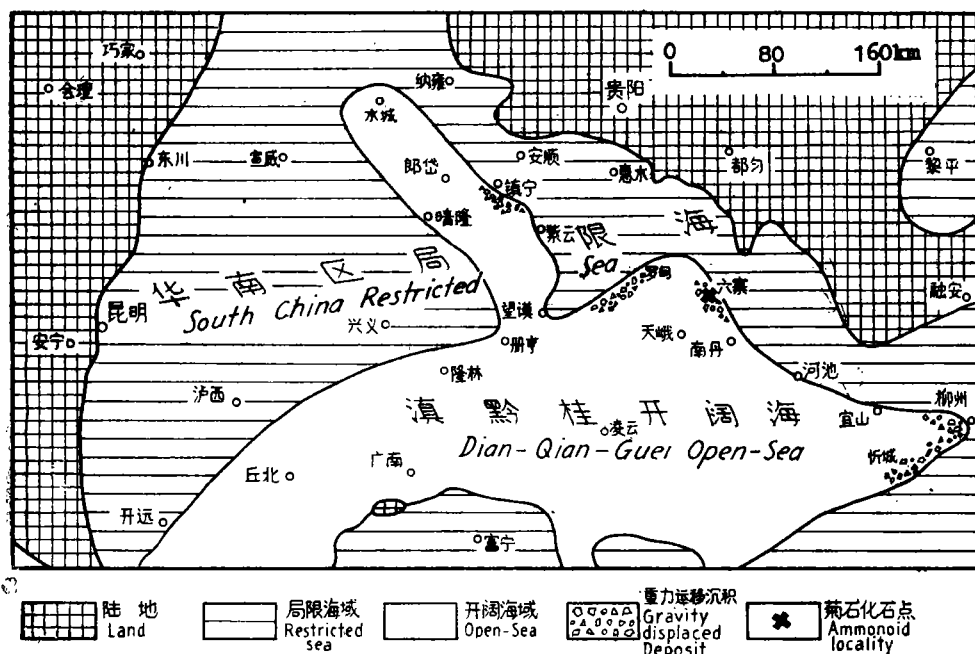 巧家
会理
0 80 160km
纳雍
贵阳
水城
东川
宣威
安顺
都匀
黎平
郎岱
镇宁
惠水
晴隆
紫云
限 海
Sea
华 南 区 局
South China Restricted
罗甸
六寨
融安
昆明
望谟
兴义
安宁
册亨
天峨
南丹
隆林
河池
泸西
柳州
滇 黔 桂 开 阔 海
宜山
凌云
Dian-Qian-Guei Open-Sea
忻城
广南
丘北
开远
富宁
陆 地
Land
局限海域
Restricted
sea
开阔海域
Open-Sea
重力运移沉积
Gravity
displaced
Deposit
菊石化石点
Ammonoid
locality